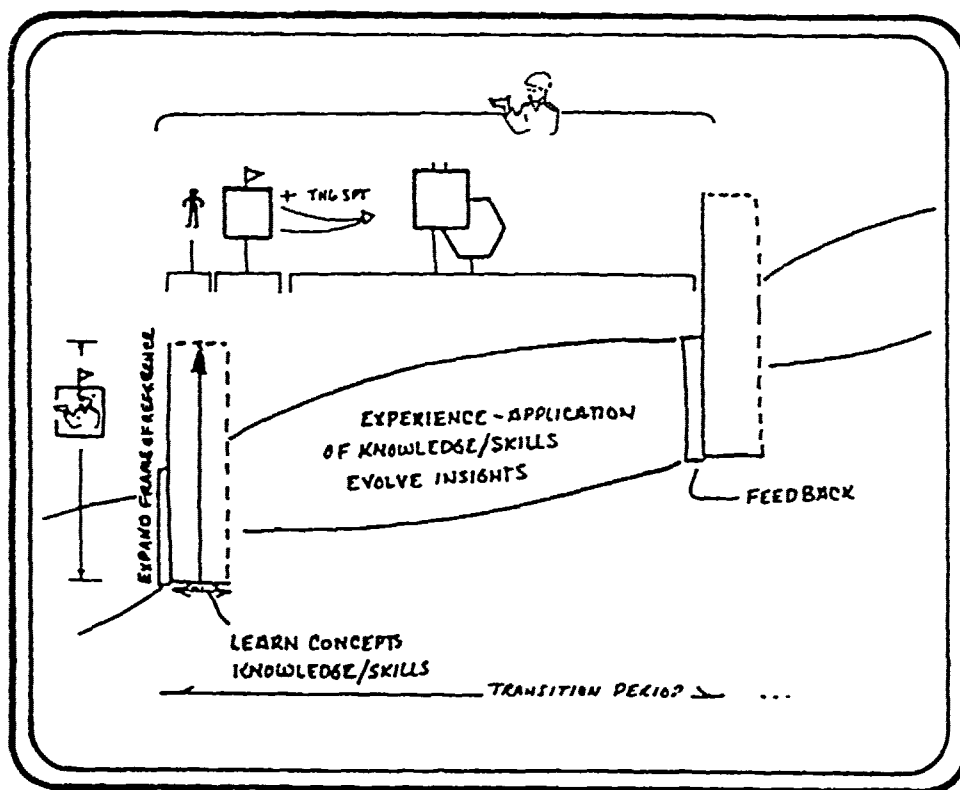 + TNG SPT
EXPAND FRAME OF REFERENCE
EXPERIENCE - APPLICATION
OF KNOWLEDGE/SKILLS
EVOLVE INSIGHTS
FEEDBACK
LEARN CONCEPTS
KNOWLEDGE/SKILLS
TRANSITION PERIOD ...